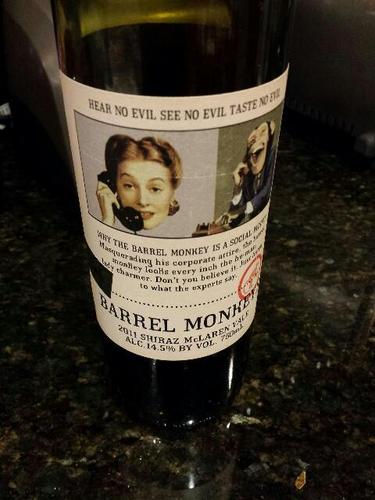 HEAR NO EVIL SEE NO EVIL TASTE NO EVIL
WHY THE BARREL MONKEY IS A SOCIAL
Masquerading his corporate attire, the
monkey looks every inch the
charmer. Don't you believe it.
to what the experts say.
BARREL MONKEY
2011 SHIRAZ McLAREN VALE
ALC. 14.5% BY VOL. 750ml